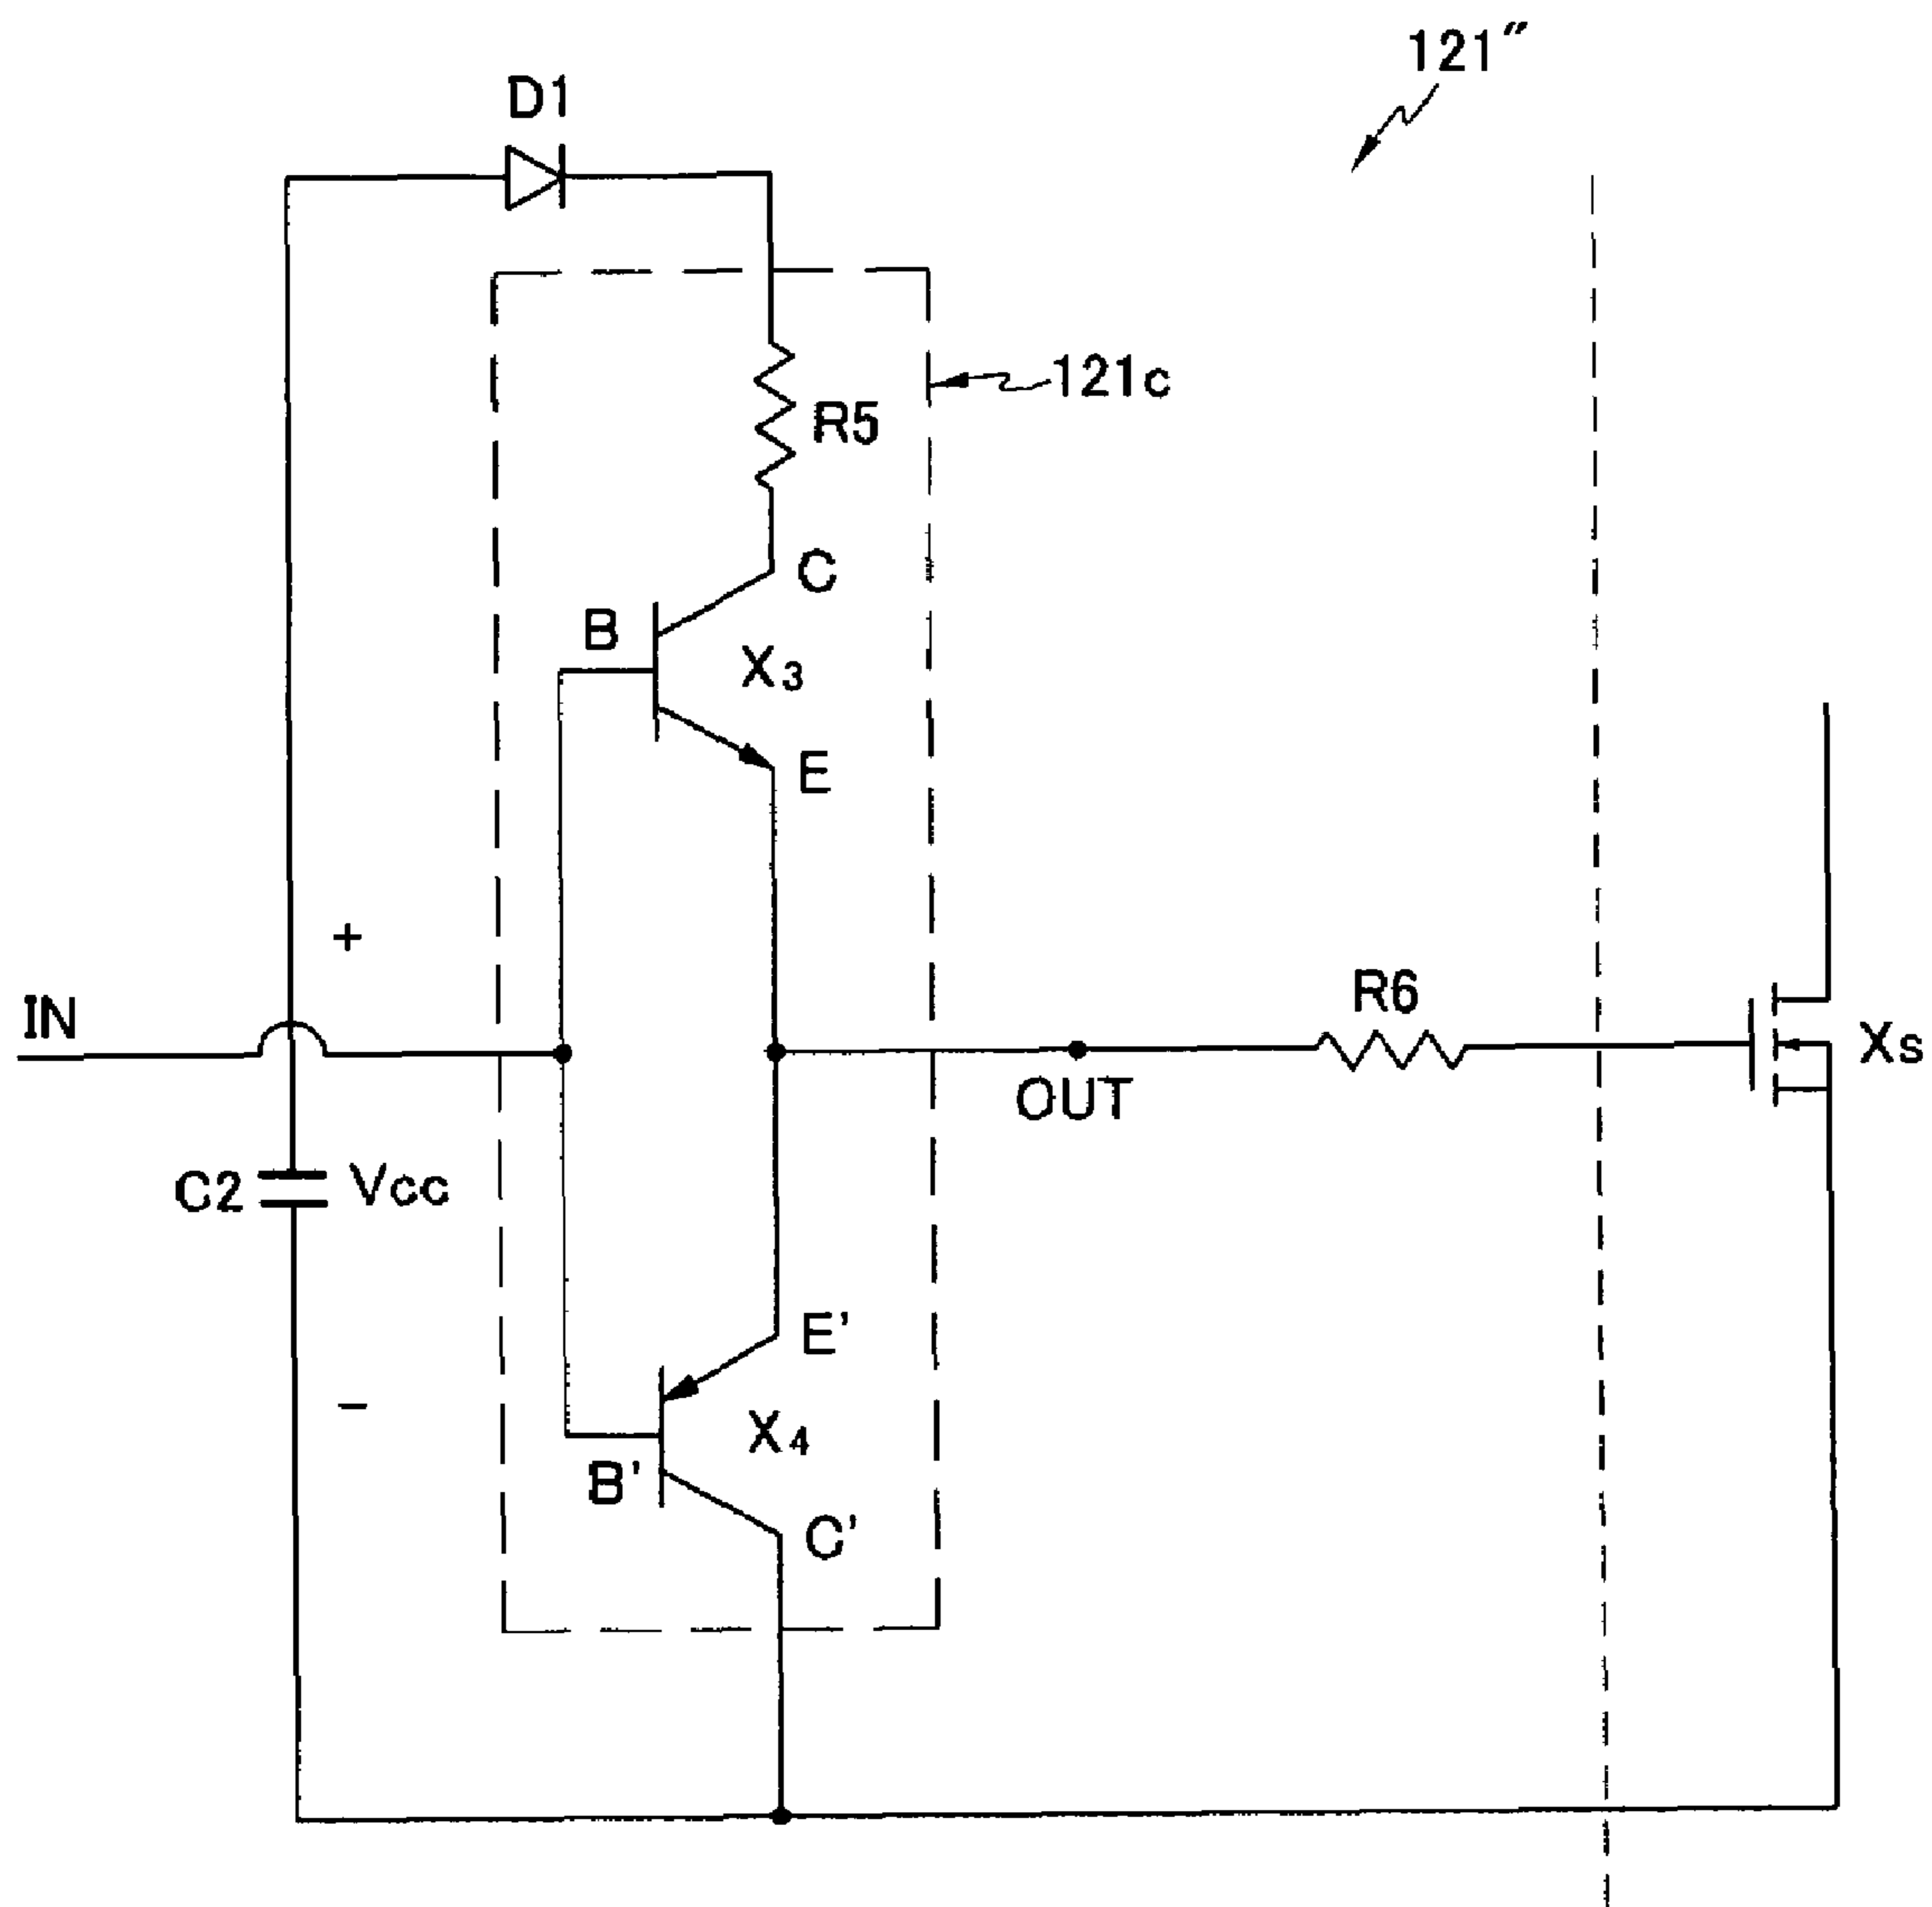 121″
D1
121c
R5
C
B
X3
E
+
IN
R6
Xs
OUT
C2
Vcc
E'
−
X4
B'
C'